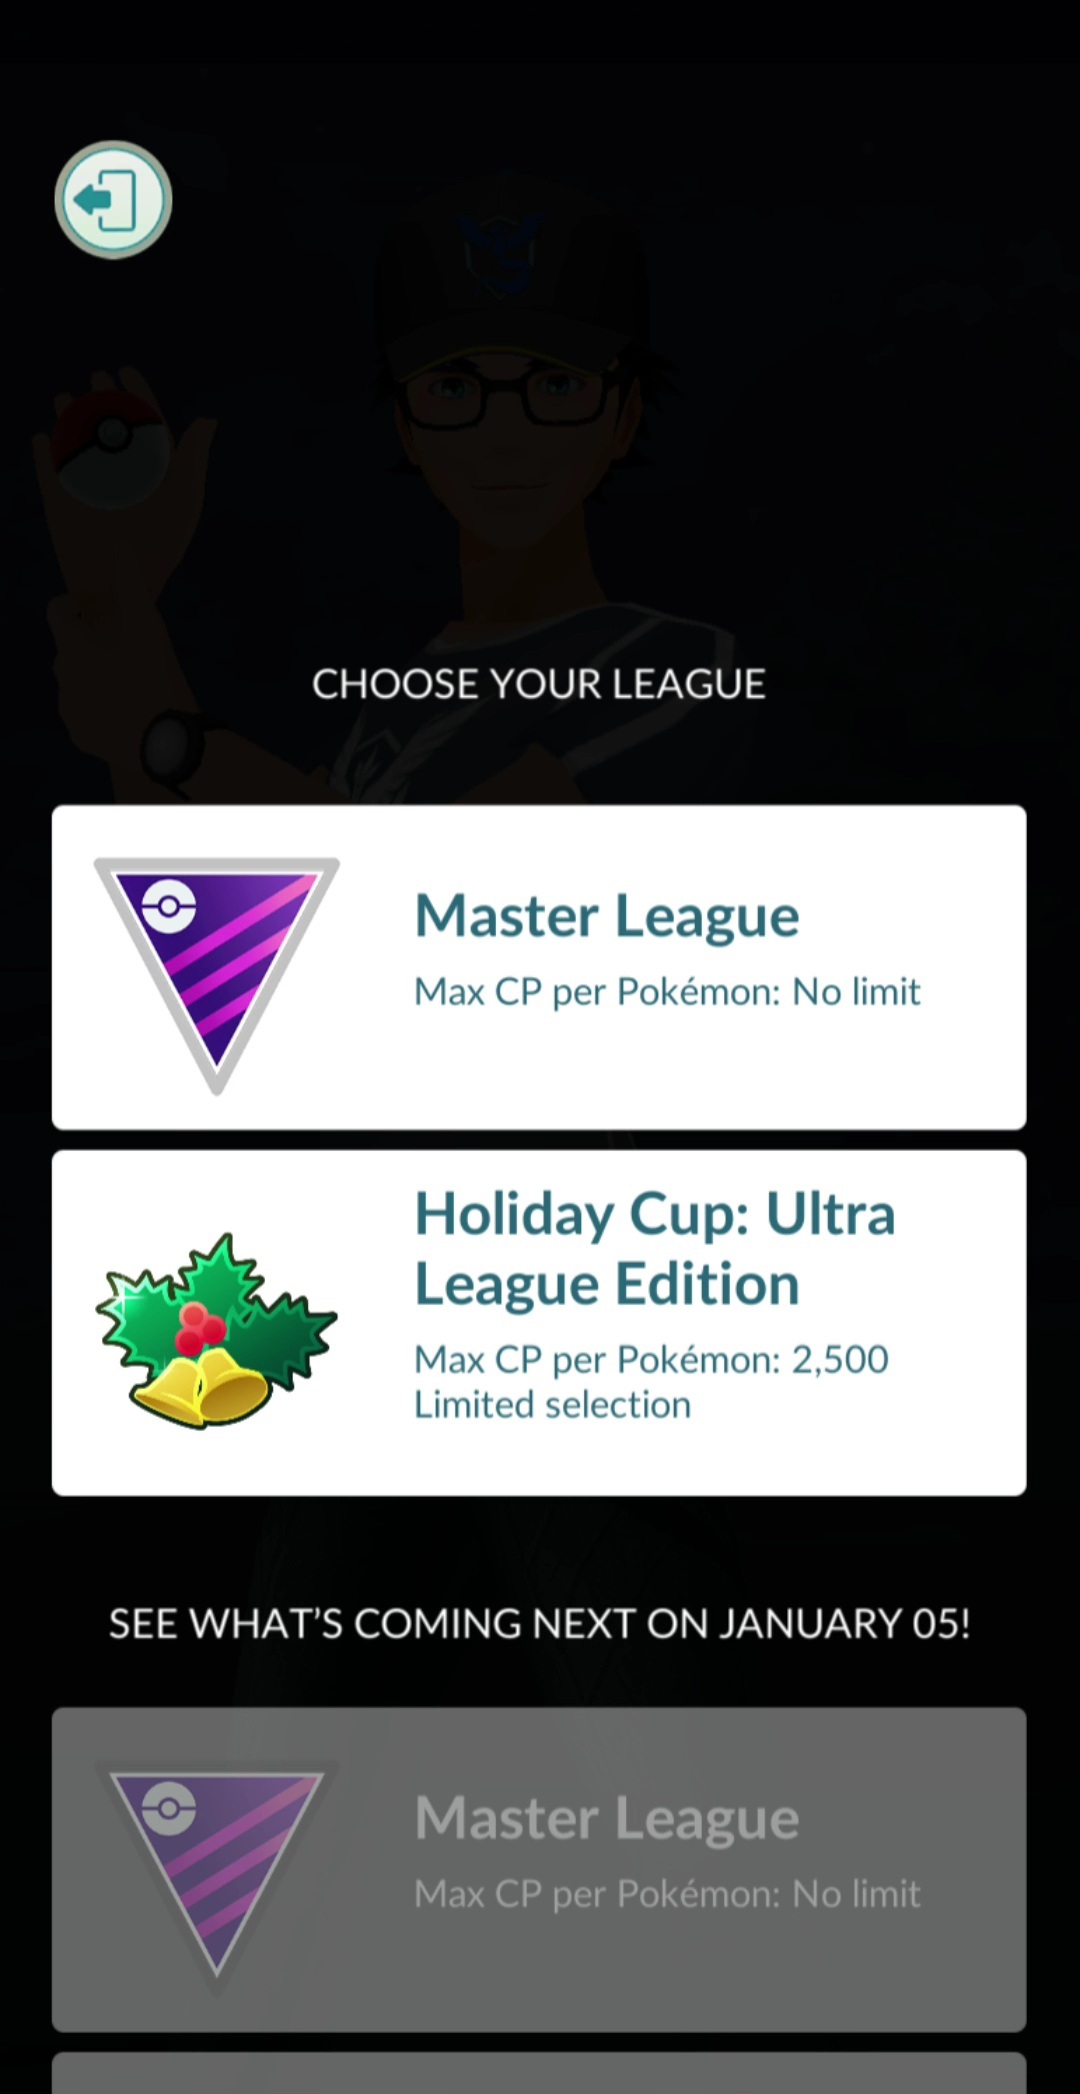 CHOOSE YOUR LEAGUE
Master League
Max CP per Pokémon: No limit
Holiday Cup: Ultra
League Edition
Max CP per Pokémon: 2,500
Limited selection
SEE WHAT’S COMING NEXT ON JANUARY 05!
Master League
Max CP per Pokémon: No limit